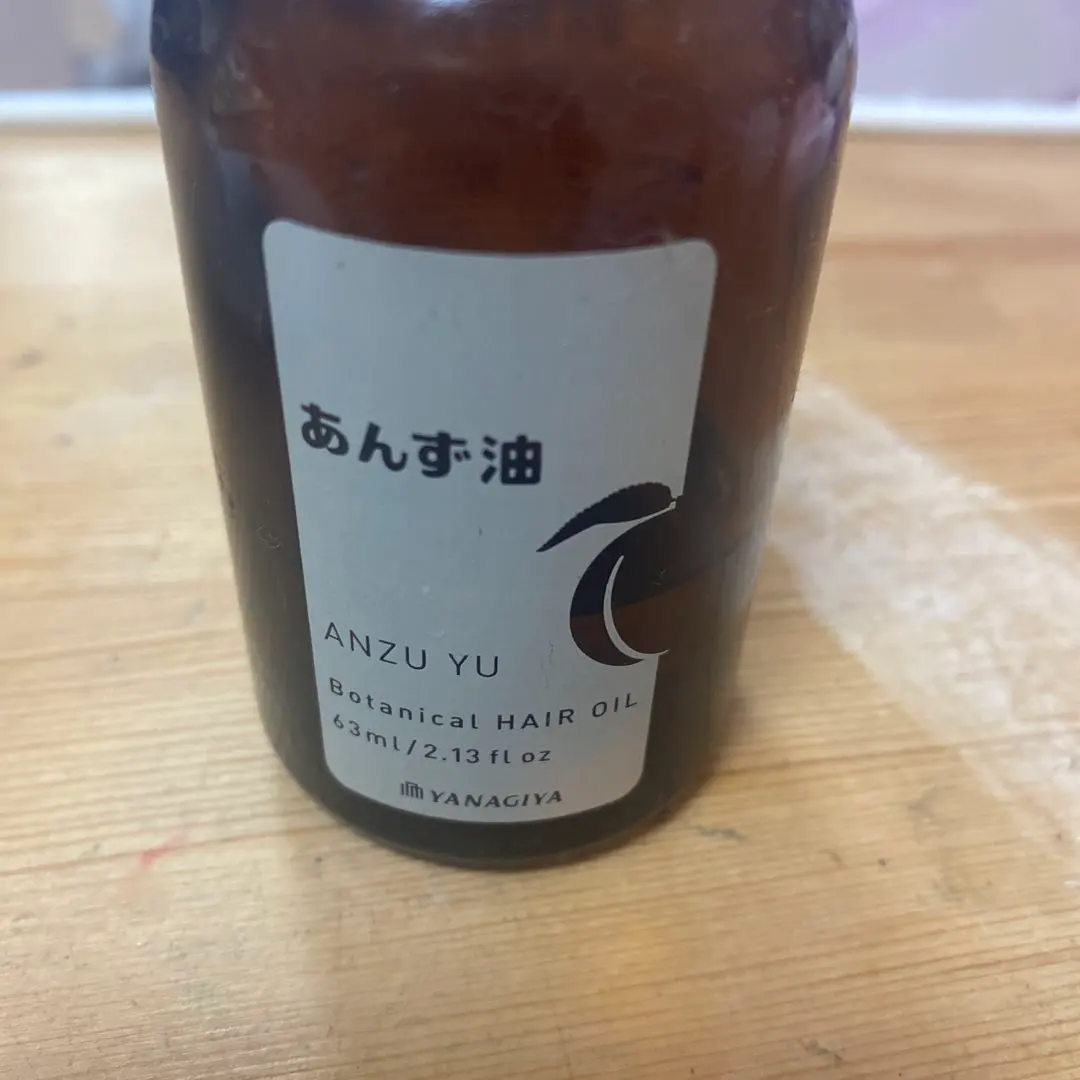 あんず油
ANZU YU
Botanical HAIR OIL
63ml/2.13 fl oz
YANAGIYA